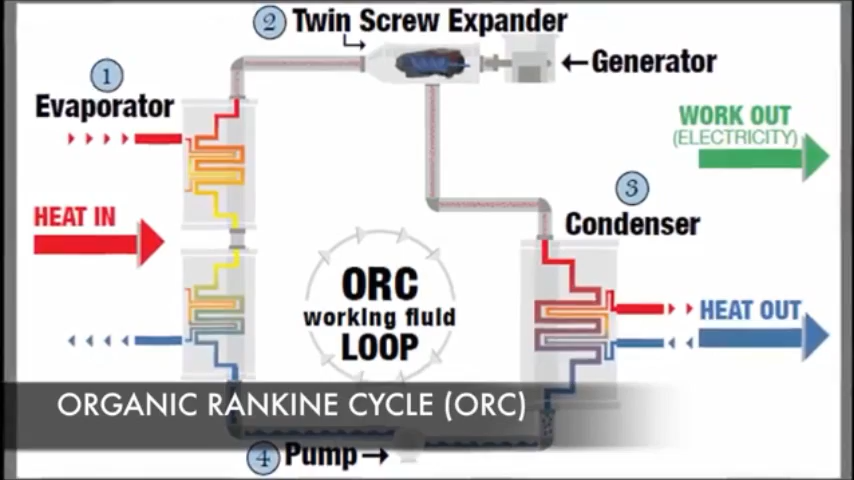 2 Twin Screw Expander
1
Evaporator
Generator
WORK OUT
(ELECTRICITY)
HEAT IN
3
Condenser
ORC
working fluid
LOOP
HEAT OUT
ORGANIC RANKINE CYCLE (ORC)
4 Pump